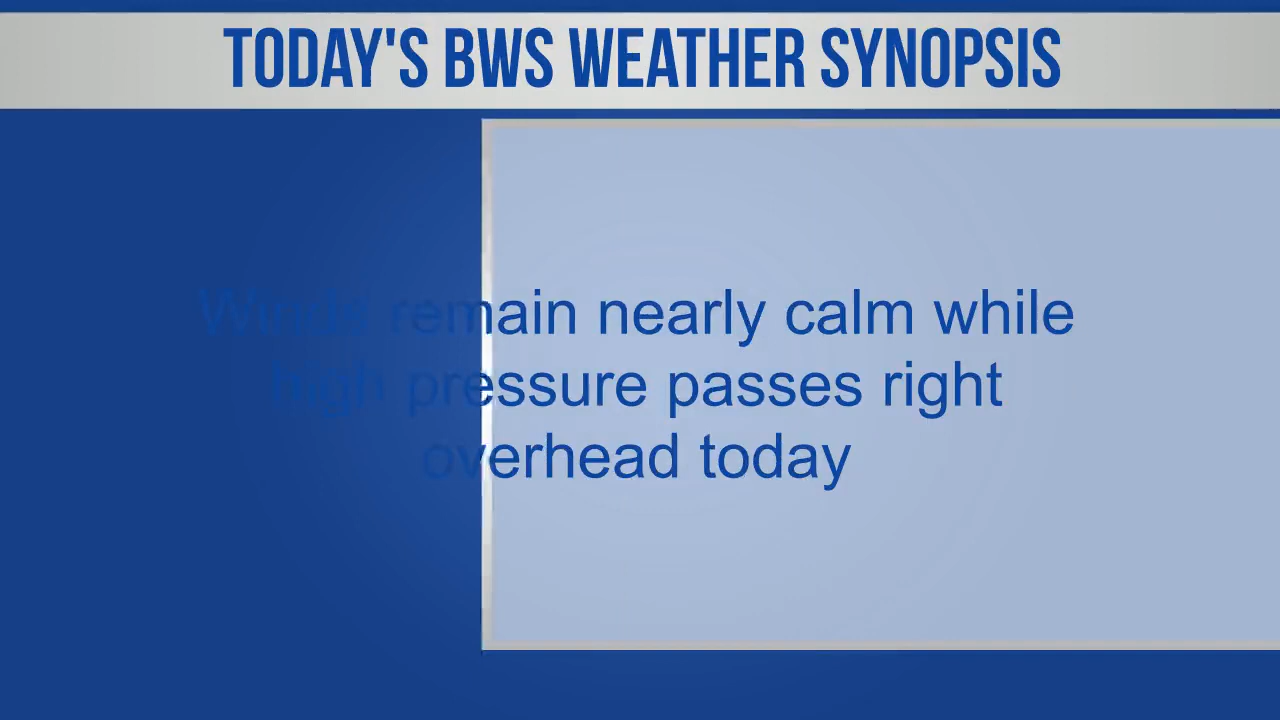 TODAY'S BWS WEATHER SYNOPSIS
Winds remain nearly calm while
high pressure passes right
overhead today